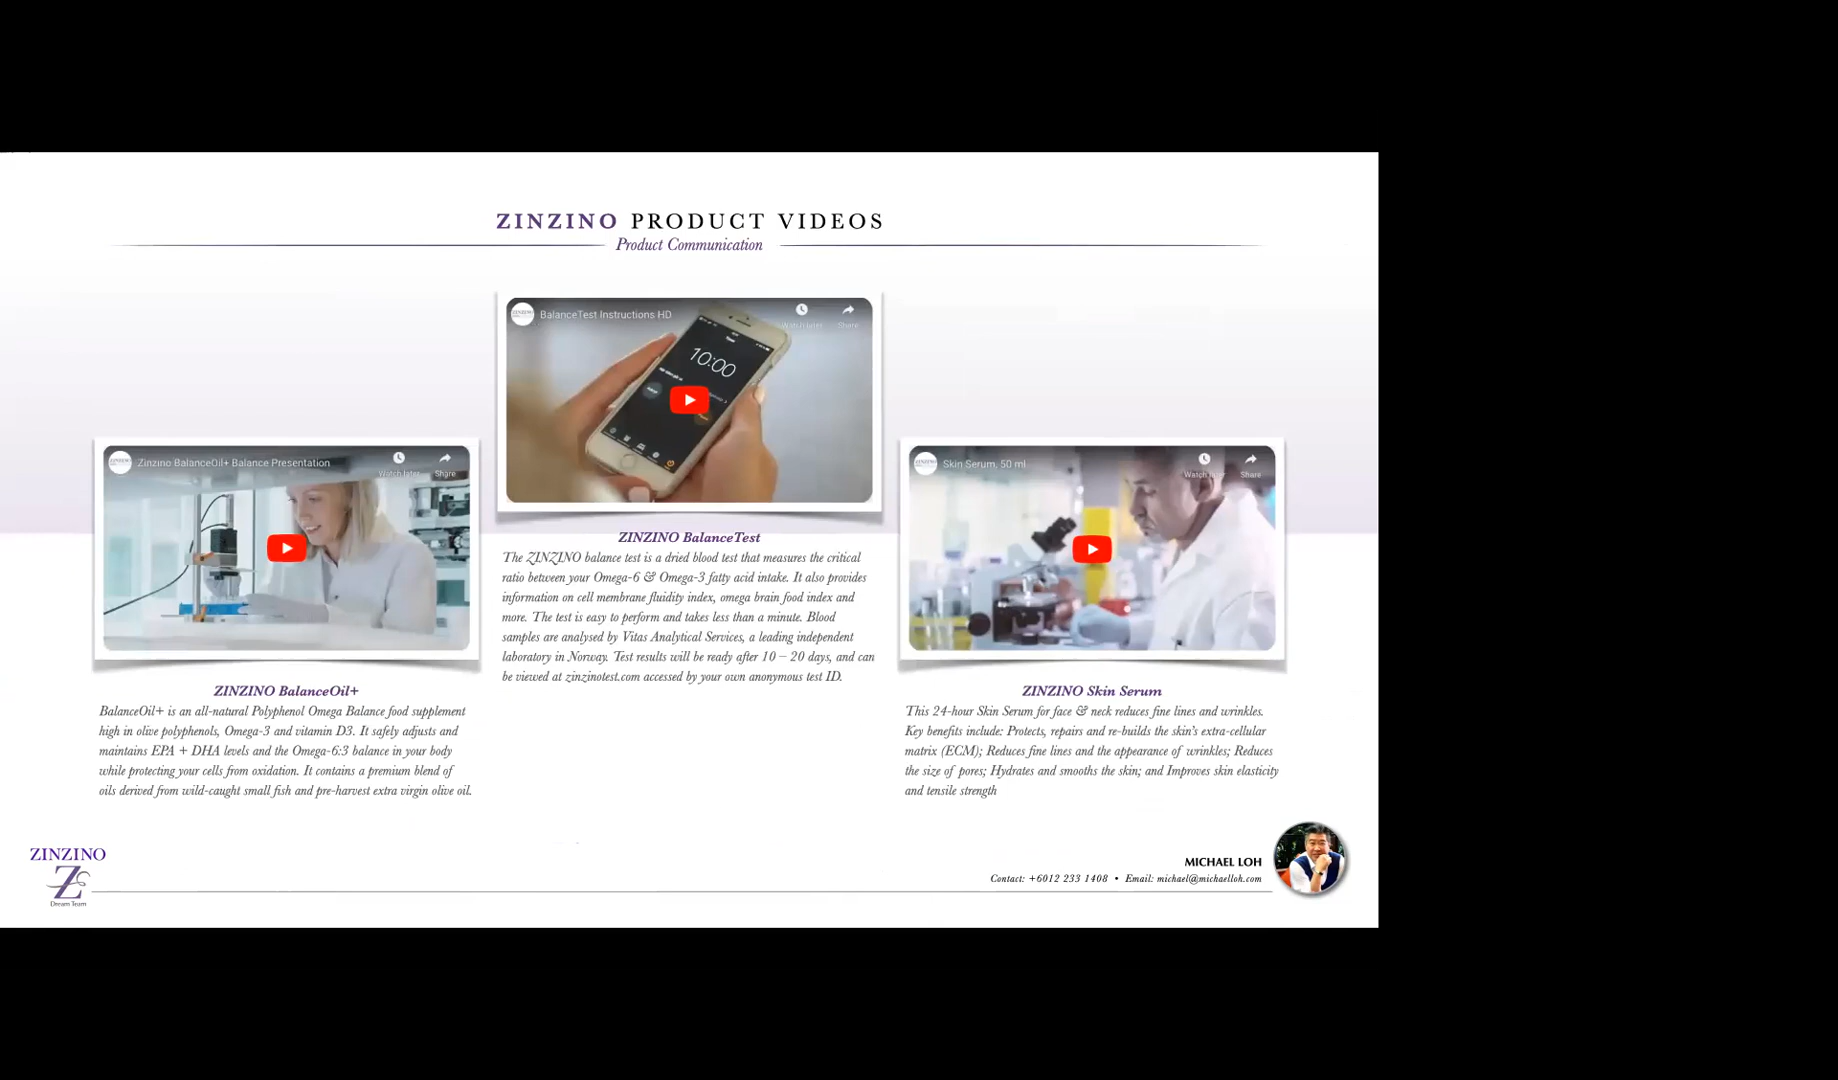 ZINZINO PRODUCT VIDEOS
Product Communication
BalanceTest Instructions HD
Watch later
Share
10:00
Zinzino BalanceOil+ Balance Presentation
Watch later
Share
Skin Serum, 50 ml
Watch later
Share
ZINZINO BalanceTest
The ZINZINO balance test is a dried blood test that measures the critical
ratio between your Omega-6 & Omega-3 fatty acid intake. It also provides
information on cell membrane fluidity index, omega brain food index and
more. The test is easy to perform and takes less than a minute. Blood
samples are analysed by Vitas Analytical Services, a leading independent
laboratory in Norway. Test results will be ready after 10 – 20 days, and can
be viewed at zinzinotest.com accessed by your own anonymous test ID.
ZINZINO BalanceOil+
BalanceOil+ is an all-natural Polyphenol Omega Balance food supplement
high in olive polyphenols, Omega-3 and vitamin D3. It safely adjusts and
maintains EPA + DHA levels and the Omega-6:3 balance in your body
while protecting your cells from oxidation. It contains a premium blend of
oils derived from wild-caught small fish and pre-harvest extra virgin olive oil.
ZINZINO Skin Serum
This 24-hour Skin Serum for face & neck reduces fine lines and wrinkles.
Key benefits include: Protects, repairs and re-builds the skin's extra-cellular
matrix (ECM); Reduces fine lines and the appearance of wrinkles; Reduces
the size of pores; Hydrates and smooths the skin; and Improves skin elasticity
and tensile strength
ZINZINO
Z
Dream Team
MICHAEL LOH
Contact: +6012 233 1408 • Email: michael@michaelloh.com